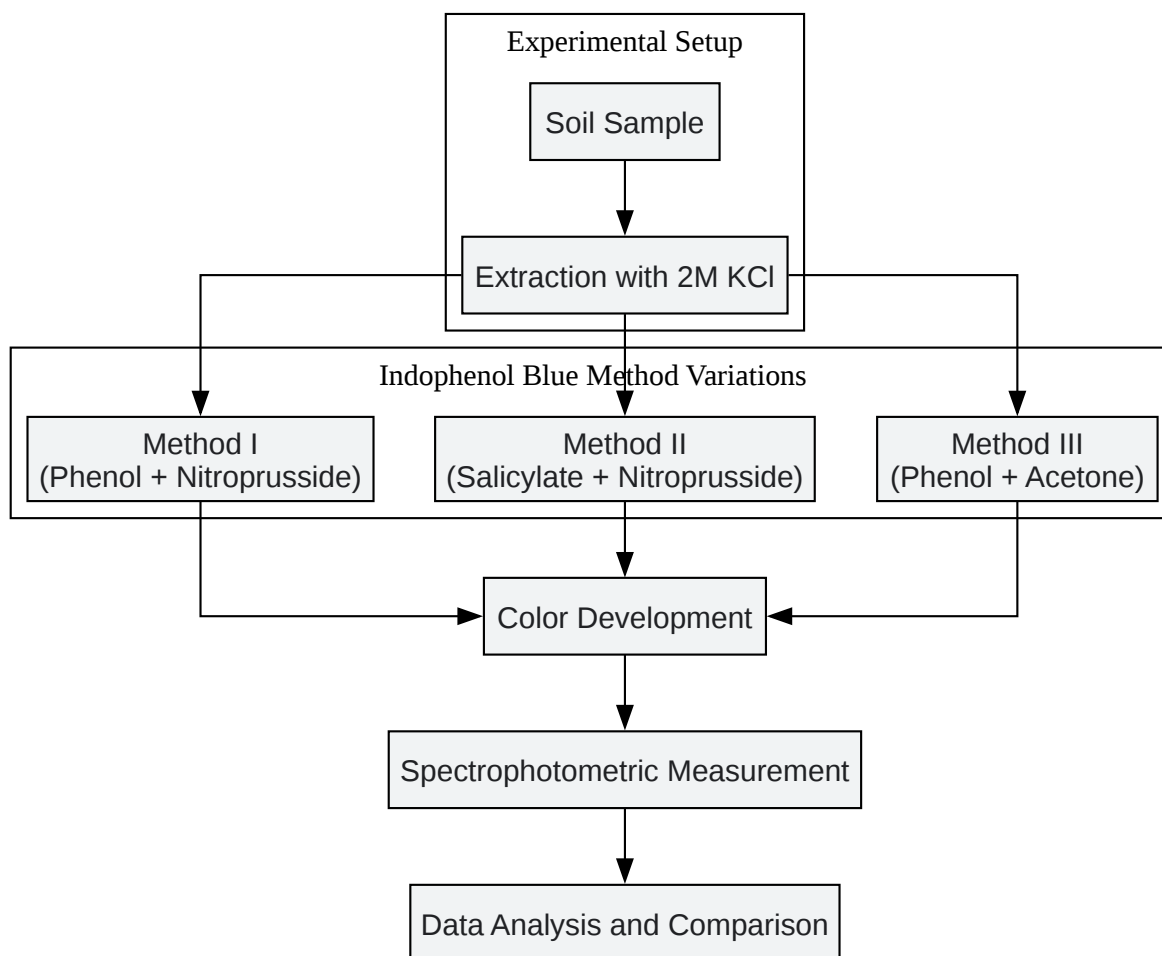 Experimental Setup
Soil Sample
Extraction with 2M KCl
Indophenol Blue Method Variations
Method I
(Phenol + Nitroprusside)
Method II
(Salicylate + Nitroprusside)
Method III
(Phenol + Acetone)
Color Development
Spectrophotometric Measurement
Data Analysis and Comparison